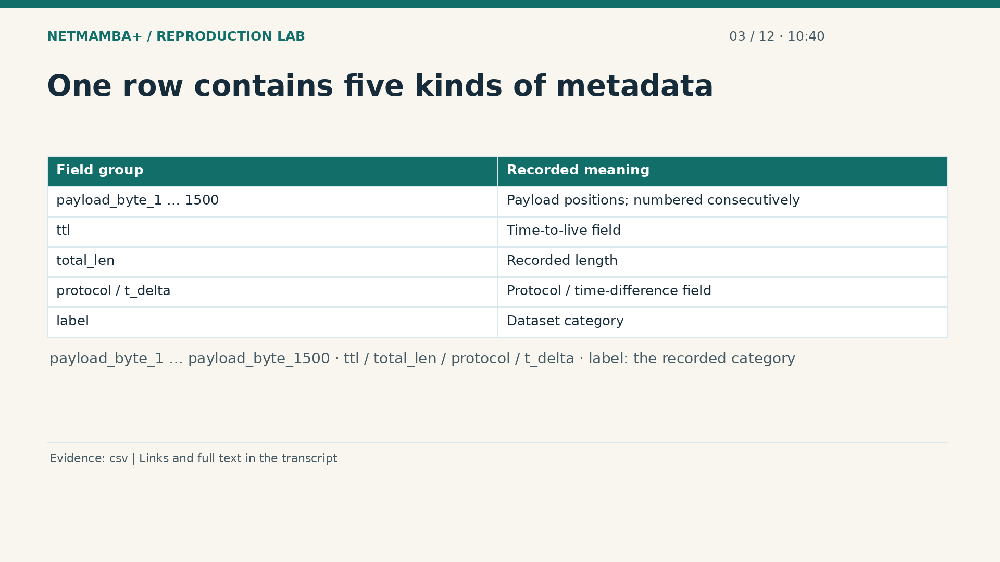 NETMAMBA+ / REPRODUCTION LAB
03 / 12 · 10:40
One row contains five kinds of metadata
Field group
Recorded meaning
payload_byte_1 … 1500
Payload positions; numbered consecutively
ttl
Time-to-live field
total_len
Recorded length
protocol / t_delta
Protocol / time-difference field
label
Dataset category
payload_byte_1 … payload_byte_1500 · ttl / total_len / protocol / t_delta · label: the recorded category
Evidence: csv | Links and full text in the transcript